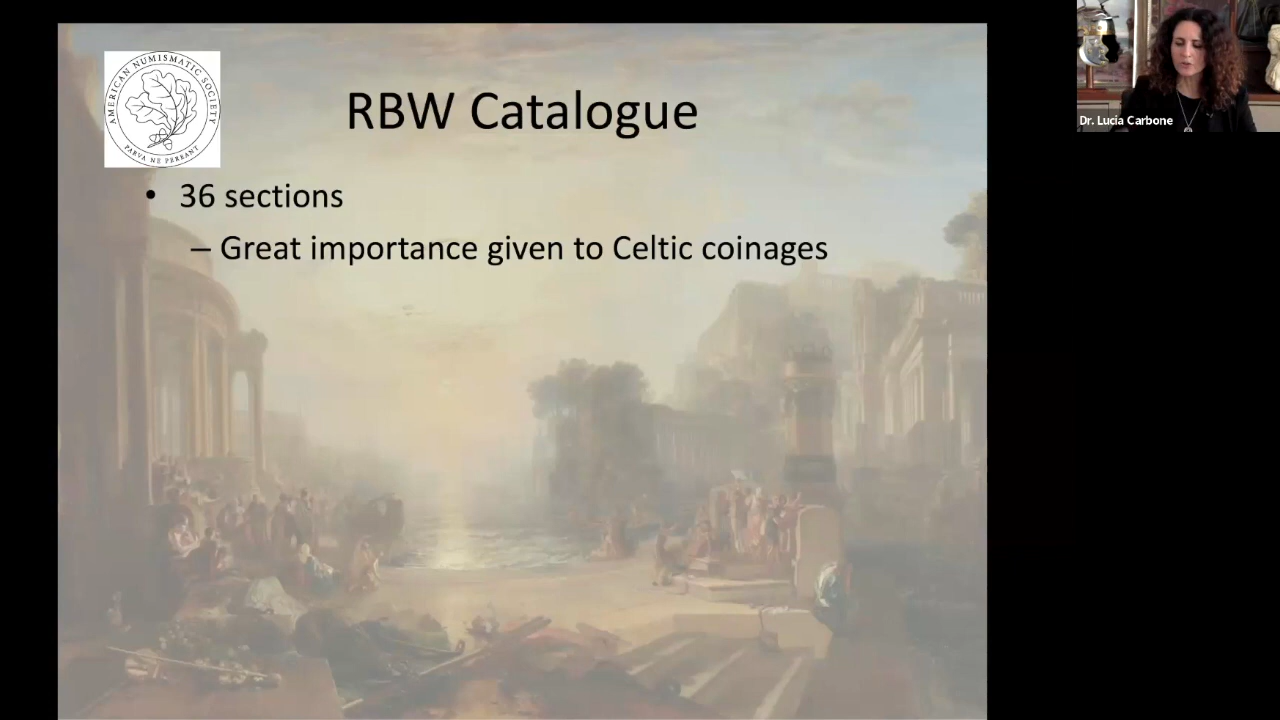 AMERICAN NUMISMATIC SOCIETY
PARVA NE PEREANT
RBW Catalogue
• 36 sections
– Great importance given to Celtic coinages
Dr. Lucia Carbone